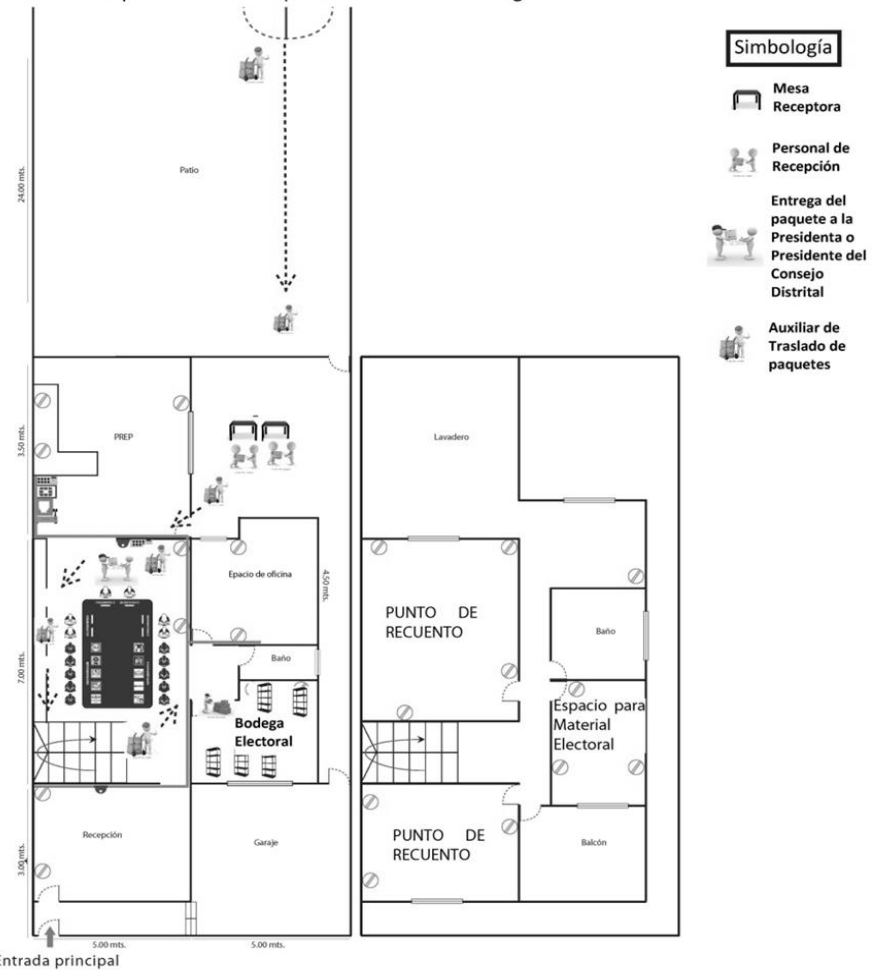 Simbología
Mesa
Receptora
Personal de
Recepción
Entrega del
paquete a la
Presidenta o
Presidente del
Consejo
Distrital
Auxiliar de
Traslado de
paquetes
24.00 mts.
Patio
3.50 mts.
PREP
Lavadero
Epacio de oficina
4.50 mts.
PUNTO DE
RECUENTO
Baño
7.00 mts.
Baño
Bodega
Electoral
Espacio para
Material
Electoral
3.00 mts.
Recepción
Garaje
PUNTO DE
RECUENTO
Balcón
5.00 mts.
5.00 mts.
Entrada principal